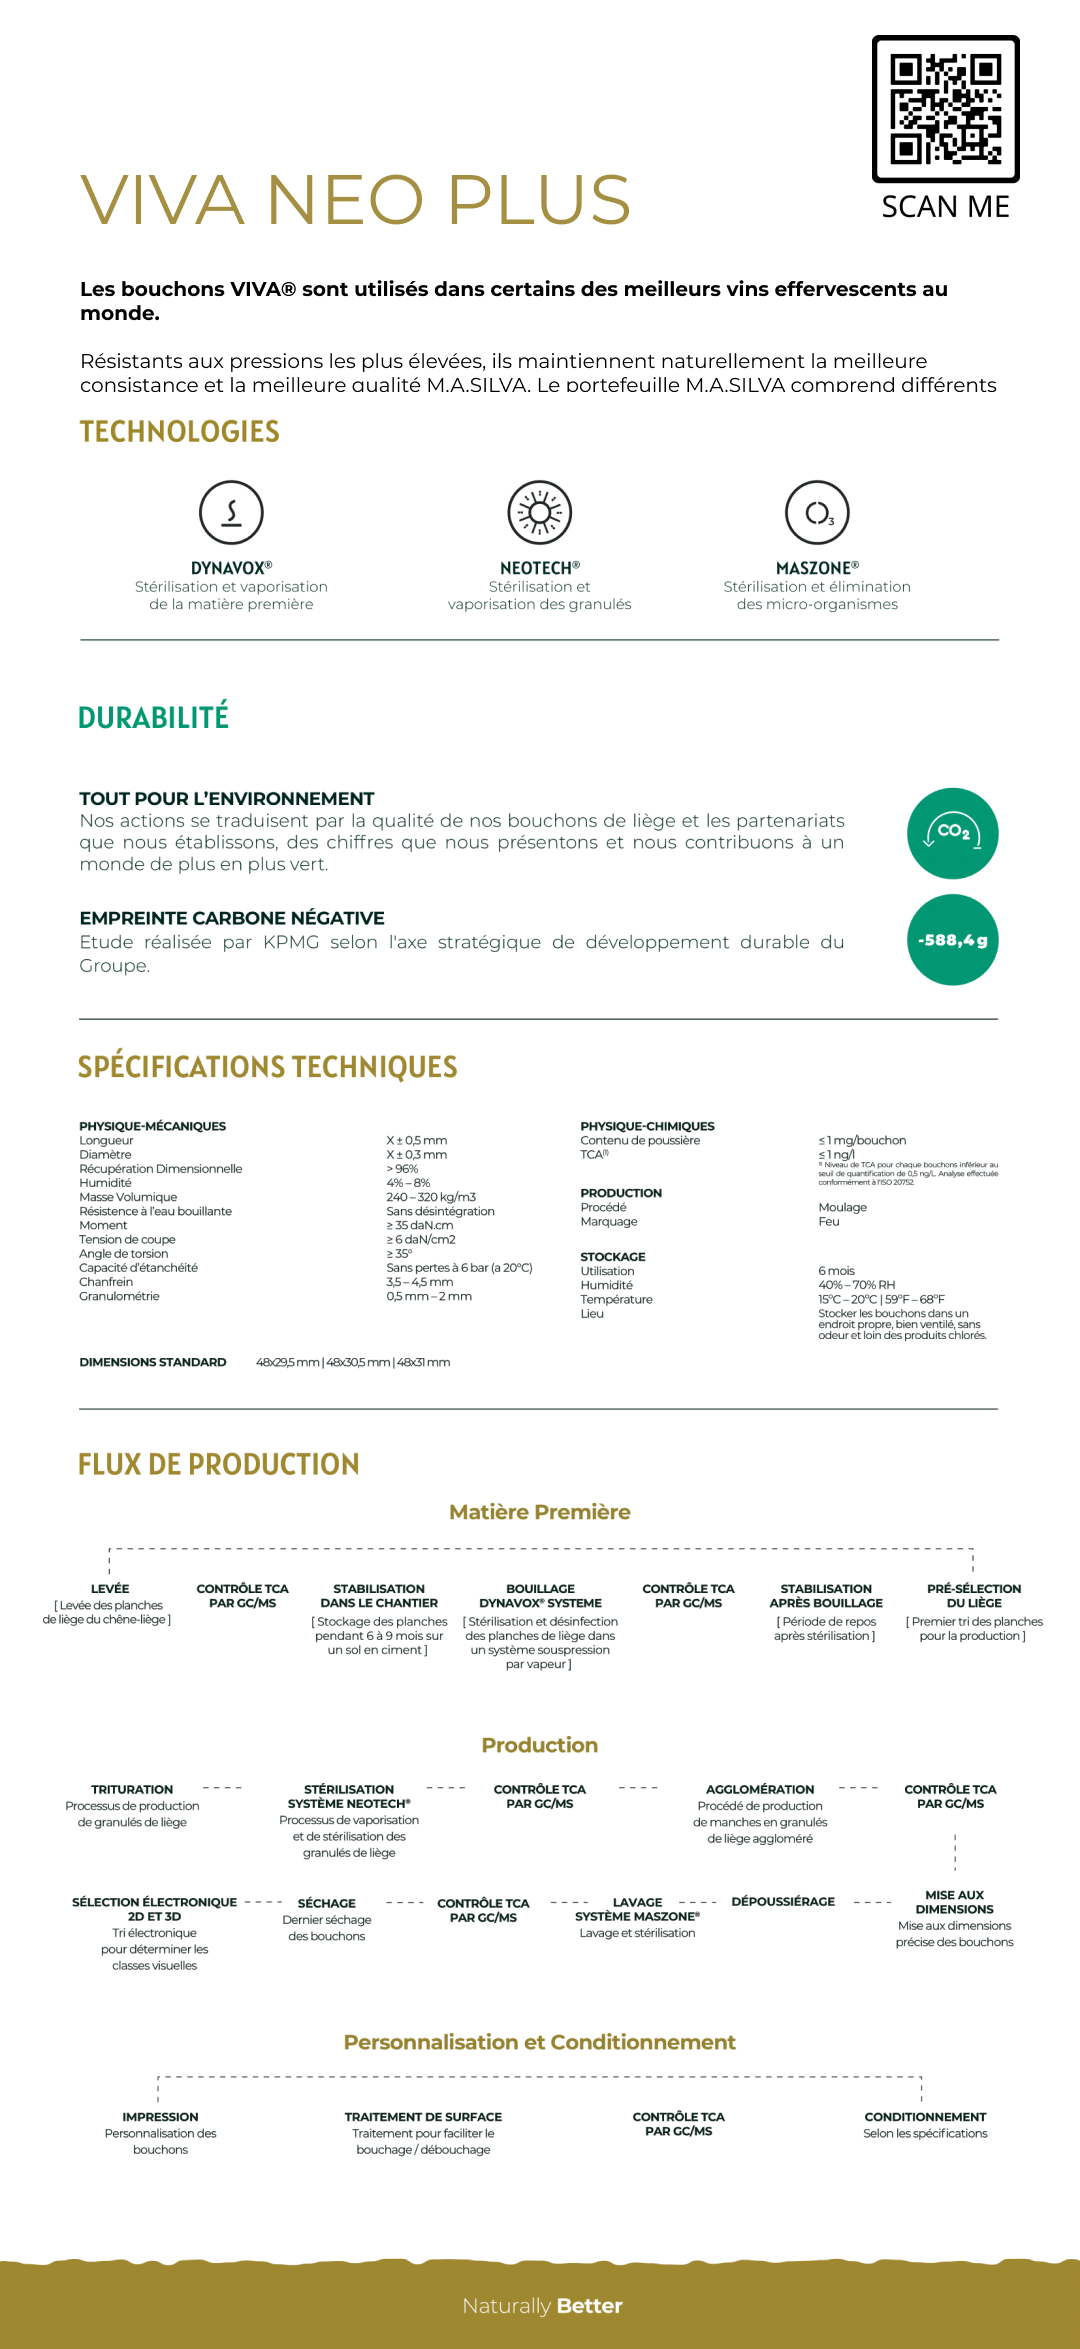 SCAN ME
VIVA NEO PLUS
Les bouchons VIVA® sont utilisés dans certains des meilleurs vins effervescents au
monde.
Résistants aux pressions les plus élevées, ils maintiennent naturellement la meilleure
consistance et la meilleure qualité M.A.SILVA. Le portefeuille M.A.SILVA comprend différents
TECHNOLOGIES
3
DYNAVOX®
Stérilisation et vaporisation
de la matière première
NEOTECH®
Stérilisation et
vaporisation des granulés
MASZONE®
Stérilisation et élimination
des micro-organismes
DURABILITÉ
TOUT POUR L’ENVIRONNEMENT
Nos actions se traduisent par la qualité de nos bouchons de liège et les partenariats
que nous établissons, des chiffres que nous présentons et nous contribuons à un
monde de plus en plus vert.
CO2
EMPREINTE CARBONE NÉGATIVE
Etude réalisée par KPMG selon l'axe stratégique de développement durable du
Groupe.
-588,4g
SPÉCIFICATIONS TECHNIQUES
PHYSIQUE-MÉCANIQUES
Longueur X ± 0,5 mm
Diamètre X ± 0,3 mm
Récupération Dimensionnelle > 96%
Humidité 4% – 8%
Masse Volumique 240 – 320 kg/m3
Résistence à l’eau bouillante Sans désintégration
Moment ≥ 35 daN.cm
Tension de coupe ≥ 6 daN/cm2
Angle de torsion ≥ 35°
Capacité d’étanchéité Sans pertes à 6 bar (a 20ºC)
Chanfrein 3,5 – 4,5 mm
Granulométrie 0,5 mm – 2 mm
PHYSIQUE-CHIMIQUES
Contenu de poussière ≤ 1 mg/bouchon
TCA(1) ≤ 1 ng/l
(1) Niveau de TCA pour chaque bouchons inférieur au
seuil de quantification de 0,5 ng/L. Analyse effectuée
conformément à l'ISO 20752.
PRODUCTION
Procédé Moulage
Marquage Feu
STOCKAGE
Utilisation 6 mois
Humidité 40% – 70% RH
Température 15ºC – 20ºC | 59ºF – 68ºF
Lieu Stocker les bouchons dans un
endroit propre, bien ventilé, sans
odeur et loin des produits chlorés.
DIMENSIONS STANDARD 48x29,5 mm | 48x30,5 mm | 48x31 mm
FLUX DE PRODUCTION
Matière Première
LEVÉE
[ Levée des planches
de liège du chêne-liège ]
CONTRÔLE TCA
PAR GC/MS
STABILISATION
DANS LE CHANTIER
[ Stockage des planches
pendant 6 à 9 mois sur
un sol en ciment ]
BOUILLAGE
DYNAVOX® SYSTEME
[ Stérilisation et désinfection
des planches de liège dans
un système souspression
par vapeur ]
CONTRÔLE TCA
PAR GC/MS
STABILISATION
APRÈS BOUILLAGE
[ Période de repos
après stérilisation ]
PRÉ-SÉLECTION
DU LIÈGE
[ Premier tri des planches
pour la production ]
Production
TRITURATION
Processus de production
de granulés de liège
STÉRILISATION
SYSTÈME NEOTECH®
Processus de vaporisation
et de stérilisation des
granulés de liège
CONTRÔLE TCA
PAR GC/MS
AGGLOMÉRATION
Procédé de production
de manches en granulés
de liège aggloméré
CONTRÔLE TCA
PAR GC/MS
SÉLECTION ÉLECTRONIQUE
2D ET 3D
Tri électronique
pour déterminer les
classes visuelles
SÉCHAGE
Dernier séchage
des bouchons
CONTRÔLE TCA
PAR GC/MS
LAVAGE
SYSTÈME MASZONE®
Lavage et stérilisation
DÉPOUSSIÉRAGE
MISE AUX
DIMENSIONS
Mise aux dimensions
précise des bouchons
Personnalisation et Conditionnement
IMPRESSION
Personnalisation des
bouchons
TRAITEMENT DE SURFACE
Traitement pour faciliter le
bouchage / débouchage
CONTRÔLE TCA
PAR GC/MS
CONDITIONNEMENT
Selon les spécifications
Naturally Better